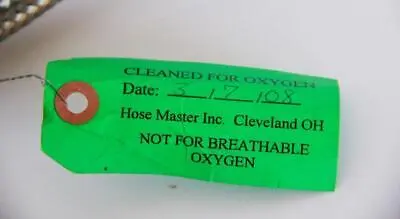 CLEANED FOR OXYGEN
Date: 3 17 08
Hose Master Inc. Cleveland OH
NOT FOR BREATHABLE
OXYGEN